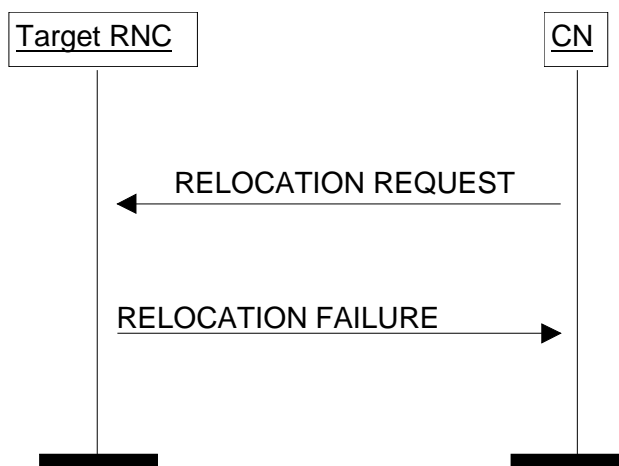 Target RNC
CN
RELOCATION REQUEST
RELOCATION FAILURE